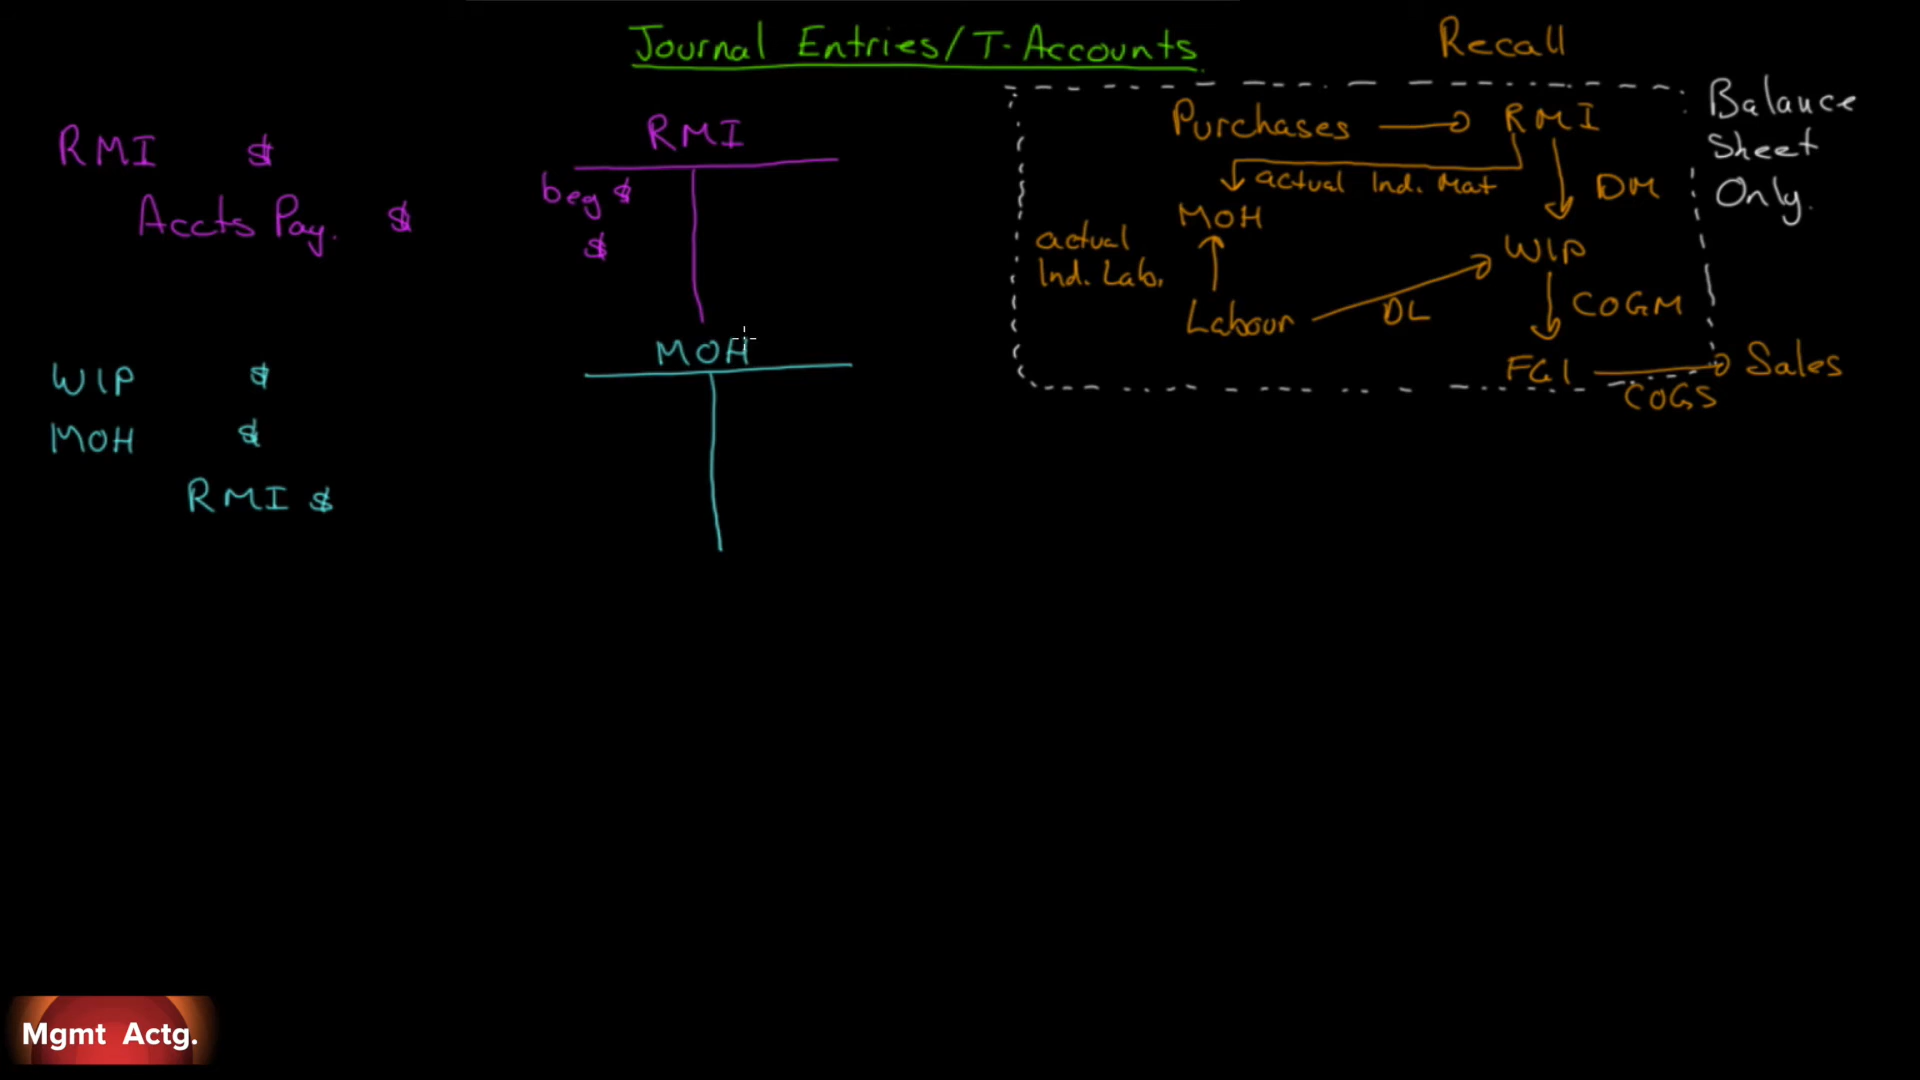 Journal Entries/T-Accounts
RMI $
Accts Pay. $
WIP $
MOH $
RMI $
RMI
beg $
$
MOH
Recall
Purchases RMI
actual Ind. Mat
DM
MOH
actual
Ind. Lab.
WIP
Labour
DL
COGM
FGI
Sales
COGS
Balance
Sheet
Only.
Mgmt Actg.